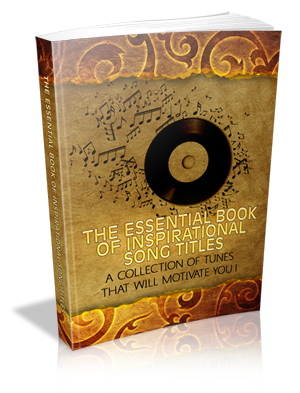 THE ESSENTIAL BOOK OF INSPIRATIONAL SONG TITLES
THE ESSENTIAL BOOK
OF INSPIRATIONAL
SONG TITLES
A COLLECTION OF TUNES
THAT WILL MOTIVATE YOU !